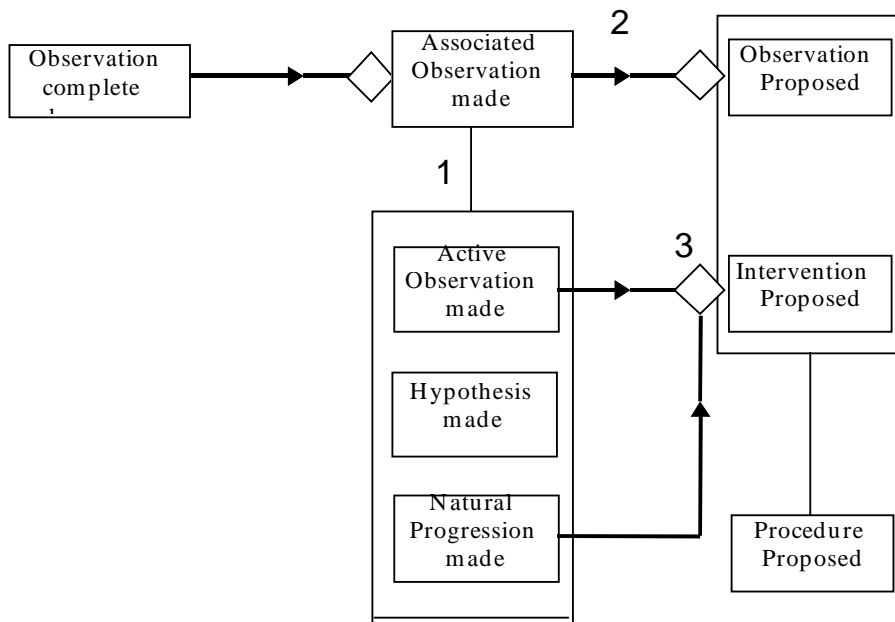 Observation
complete
Associated
Observation
made
2
Observation
Proposed
1
Active
Observation
made
3
Intervention
Proposed
Hypothesis
made
Natural
Progression
made
Procedure
Proposed